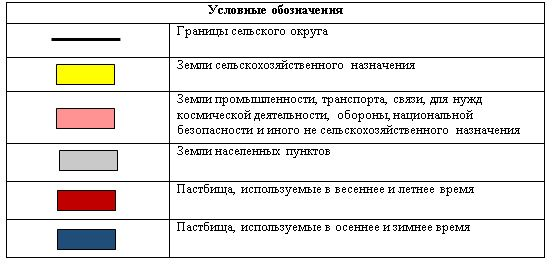 Условные обозначения
Границы сельского округа
Земли сельскохозяйственного назначения
Земли промышленности, транспорта, связи, для нужд
космической деятельности, обороны, национальной
безопасности и иного не сельскохозяйственного назначения
Земли населенных пунктов
Пастбища, используемые в весеннее и летнее время
Пастбища, используемые в осеннее и зимнее время